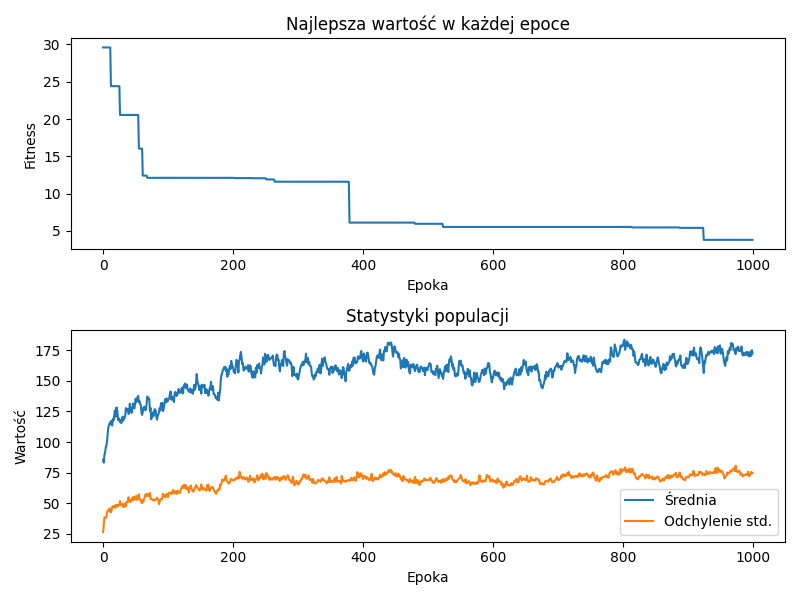 Najlepsza wartość w każdej epoce
30
25
20
15
10
5
Fitness
0 200 400 600 800 1000
Epoka
Statystyki populacji
175
150
125
100
75
50
25
Wartość
Średnia
Odchylenie std.
0 200 400 600 800 1000
Epoka